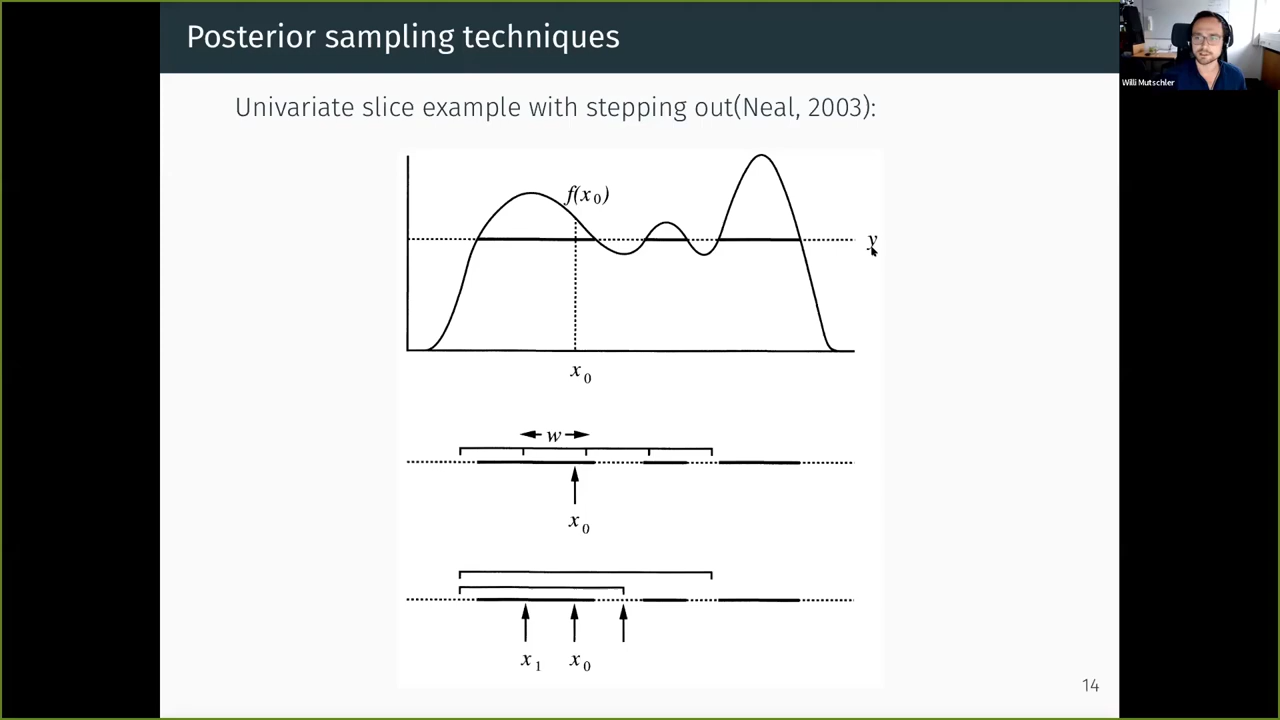 Posterior sampling techniques
Willi Mutschler
Univariate slice example with stepping out(Neal, 2003):
f(x₀)
y
x₀
w
x₀
x₁ x₀
14